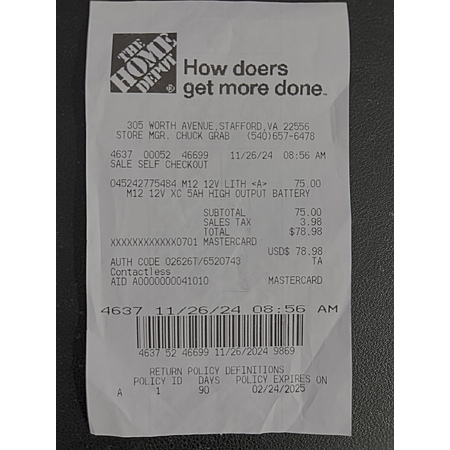 THE
HOME
DEPOT
®
How doers
get more done™
305 WORTH AVENUE,STAFFORD,VA 22556
STORE MGR. CHUCK GRAB (540)657-6478
4637 00052 46699 11/26/24 08:56 AM
SALE SELF CHECKOUT
045242775484 M12 12V LITH <A> 75.00
M12 12V XC 5AH HIGH OUTPUT BATTERY
SUBTOTAL 75.00
SALES TAX 3.98
TOTAL $78.98
XXXXXXXXXXXX0701 MASTERCARD
USD$ 78.98
AUTH CODE 02626T/6520743 TA
Contactless
AID A0000000041010 MASTERCARD
4637 11/26/24 08:56 AM
4637 52 46699 11/26/2024 9869
RETURN POLICY DEFINITIONS
POLICY ID DAYS POLICY EXPIRES ON
A 1 90 02/24/2025